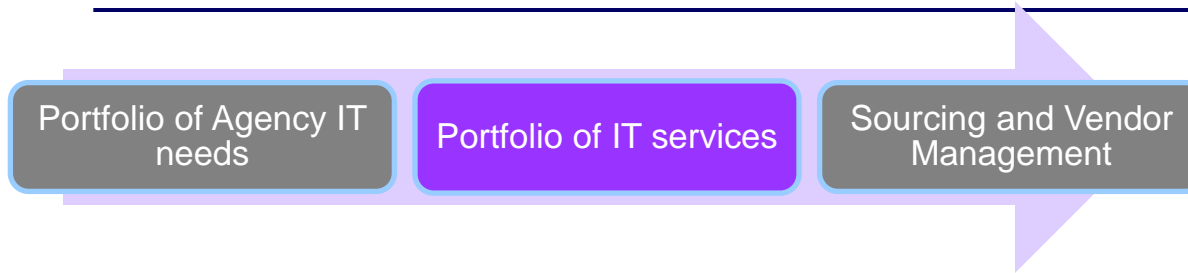 Portfolio of Agency IT
needs
Portfolio of IT services
Sourcing and Vendor
Management